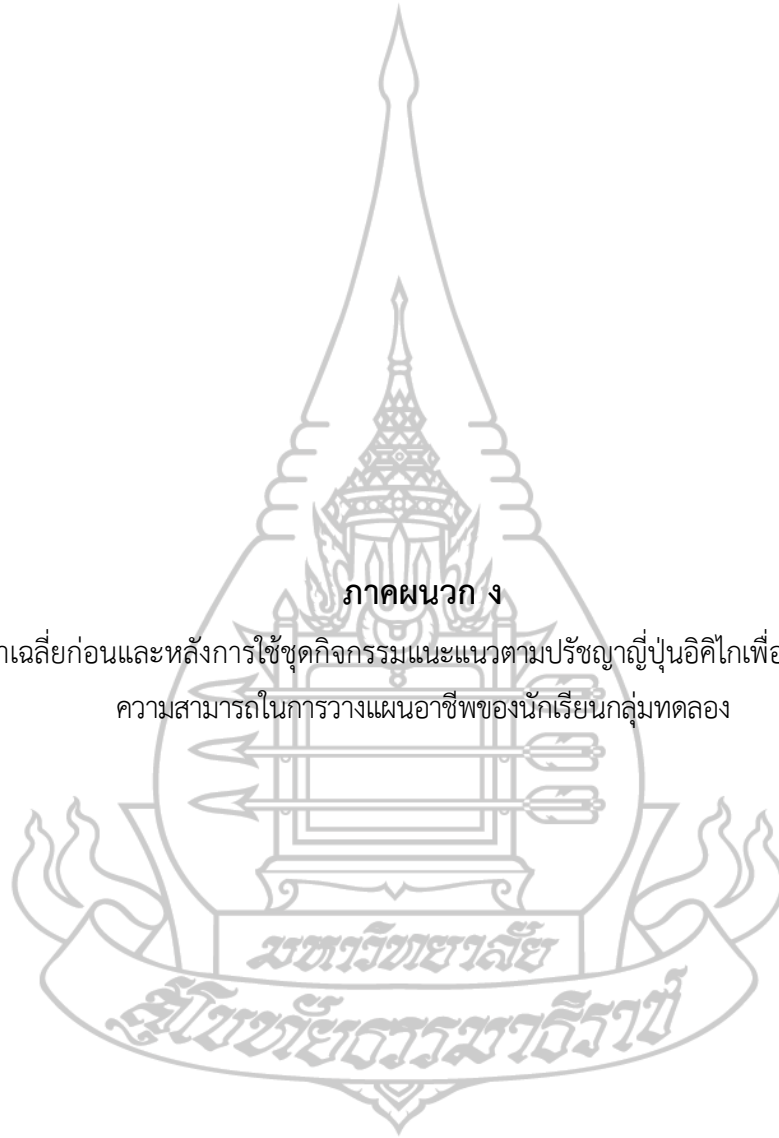 ภาคผนวก ง
าเฉลี่ยก่อนและหลังการใช้ชุดกิจกรรมแนะแนวตามปรัชญาญี่ปุ่นอิคิไกเพื่อ
ความสามารถในการวางแผนอาชีพของนักเรียนกลุ่มทดลอง
มหาวิทยาลัย
สุโขทัยธรรมาธิราช